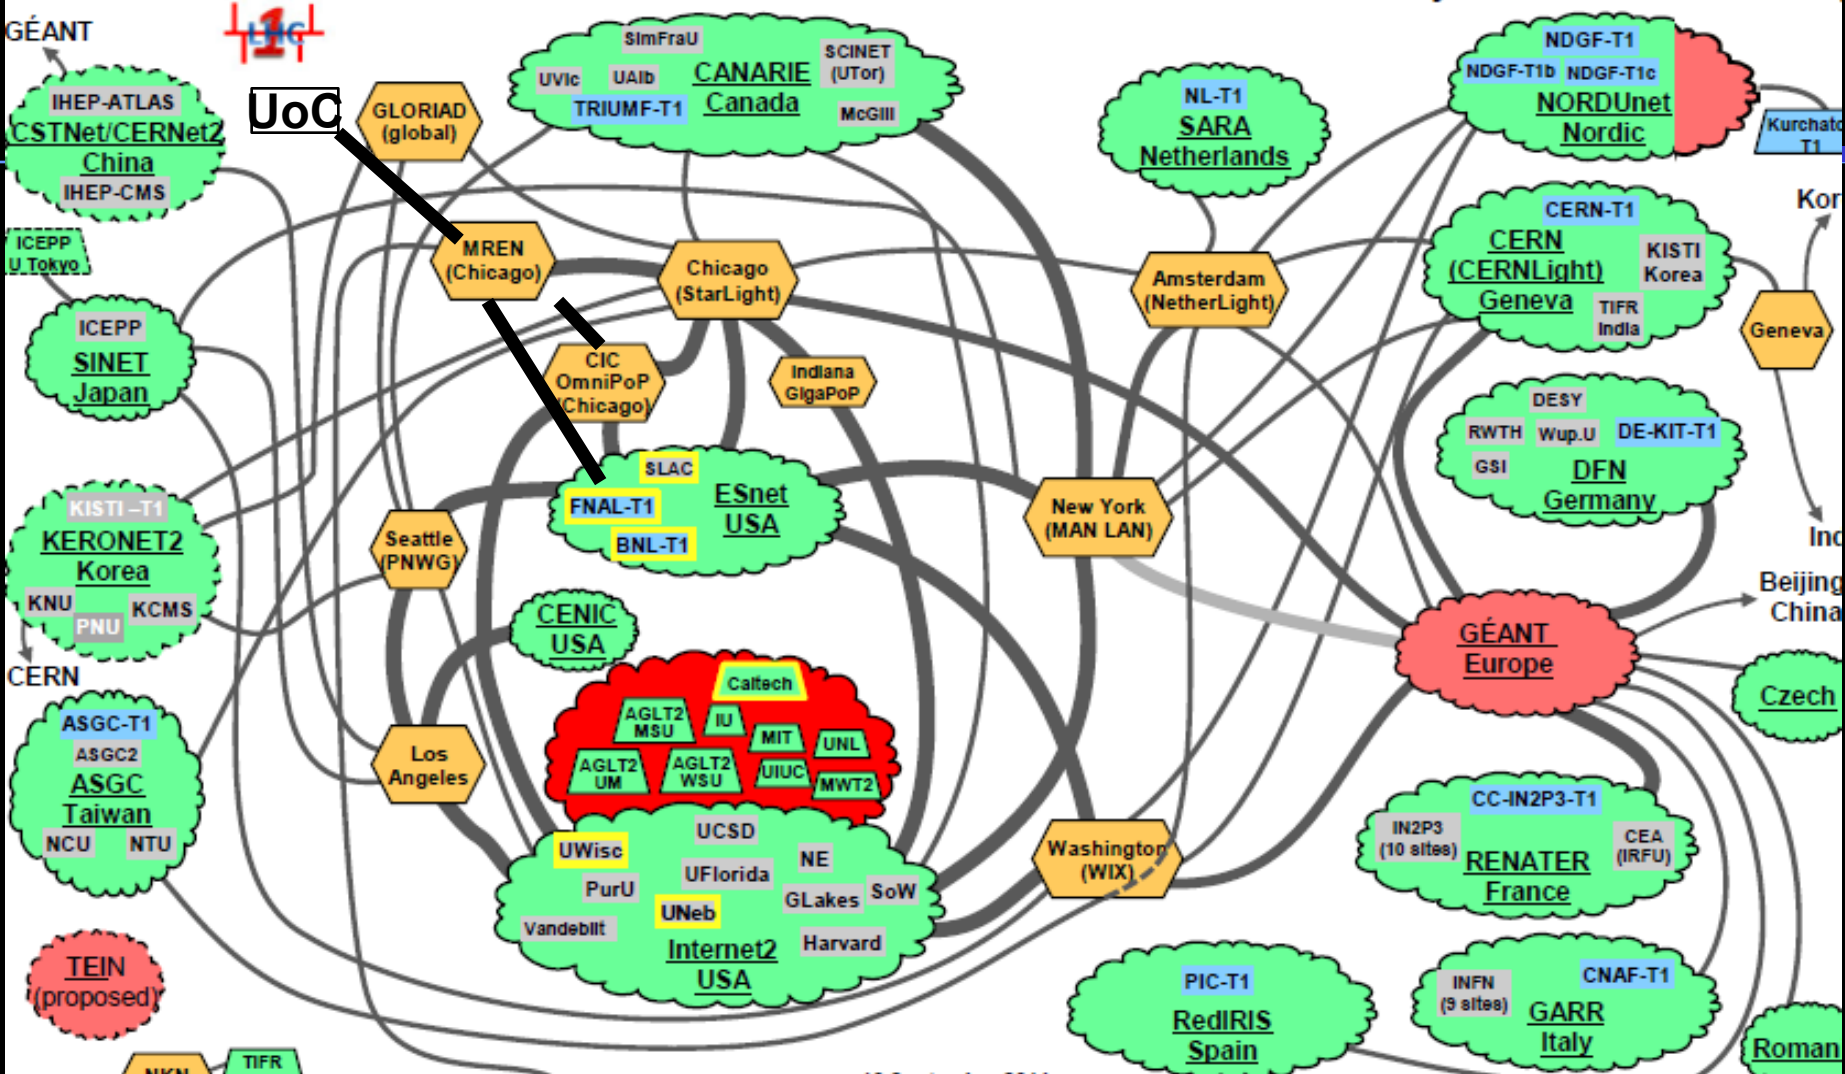 GÉANT
LHC
1
UoC
GLORIAD
(global)
IHEP-ATLAS
CSTNet/CERNet2
China
IHEP-CMS
SimFraU
UVic
UAlb
SCINET
(UTor)
CANARIE
Canada
TRIUMF-T1
McGill
NL-T1
SARA
Netherlands
NDGF-T1
NDGF-T1b
NDGF-T1c
NORDUnet
Nordic
Kurchato
T1
CERN-T1
CERN
(CERNLight)
Geneva
KISTI
Korea
TIFR
India
Kor
Geneva
Ind
ICEPP
U Tokyo
MREN
(Chicago)
Chicago
(StarLight)
Amsterdam
(NetherLight)
ICEPP
SINET
Japan
CIC
OmniPoP
(Chicago)
Indiana
GigaPoP
DESY
RWTH
Wup.U
DE-KIT-T1
GSI
DFN
Germany
SLAC
FNAL-T1
BNL-T1
ESnet
USA
New York
(MAN LAN)
Seattle
(PNWG)
KISTI –T1
KERONET2
Korea
KNU
PNU
KCMS
CERN
CENIC
USA
GÉANT
Europe
Beijing
China
Czech
Caltech
AGLT2
MSU
IU
MIT
UNL
AGLT2
UM
AGLT2
WSU
UIUC
MWT2
ASGC-T1
ASGC2
ASGC
Taiwan
NCU
NTU
Los
Angeles
UCSD
UWisc
NE
PurU
UFlorida
GLakes
SoW
UNeb
Vandebilt
Harvard
Internet2
USA
Washington
(WIX)
CC-IN2P3-T1
IN2P3
(10 sites)
CEA
(IRFU)
RENATER
France
TEIN
(proposed)
PIC-T1
RedIRIS
Spain
INFN
(9 sites)
CNAF-T1
GARR
Italy
Roman
NKN
TIFR